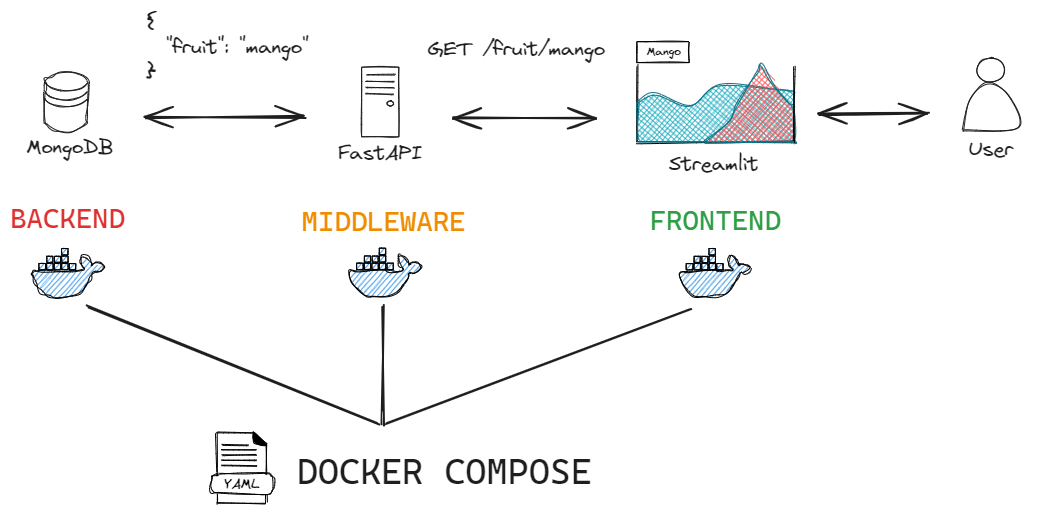 {
"fruit": "mango"
}
GET /fruit/mango
Mango
MongoDB
FastAPI
Streamlit
User
BACKEND
MIDDLEWARE
FRONTEND
YAML
DOCKER COMPOSE